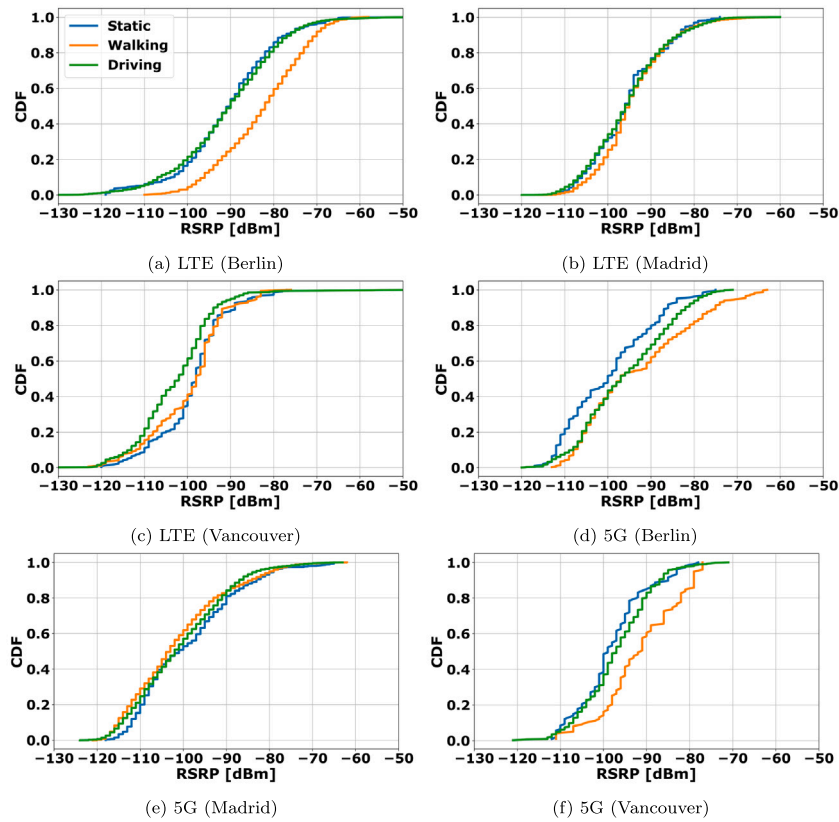 1.0
0.8
0.6
0.4
0.2
0.0
CDF
Static
Walking
Driving
−130 −120 −110 −100 −90 −80 −70 −60 −50
RSRP [dBm]
(a) LTE (Berlin)
1.0
0.8
0.6
0.4
0.2
0.0
CDF
−130 −120 −110 −100 −90 −80 −70 −60 −50
RSRP [dBm]
(b) LTE (Madrid)
1.0
0.8
0.6
0.4
0.2
0.0
CDF
−130 −120 −110 −100 −90 −80 −70 −60 −50
RSRP [dBm]
(c) LTE (Vancouver)
1.0
0.8
0.6
0.4
0.2
0.0
CDF
−130 −120 −110 −100 −90 −80 −70 −60 −50
RSRP [dBm]
(d) 5G (Berlin)
1.0
0.8
0.6
0.4
0.2
0.0
CDF
−130 −120 −110 −100 −90 −80 −70 −60 −50
RSRP [dBm]
(e) 5G (Madrid)
1.0
0.8
0.6
0.4
0.2
0.0
CDF
−130 −120 −110 −100 −90 −80 −70 −60 −50
RSRP [dBm]
(f) 5G (Vancouver)